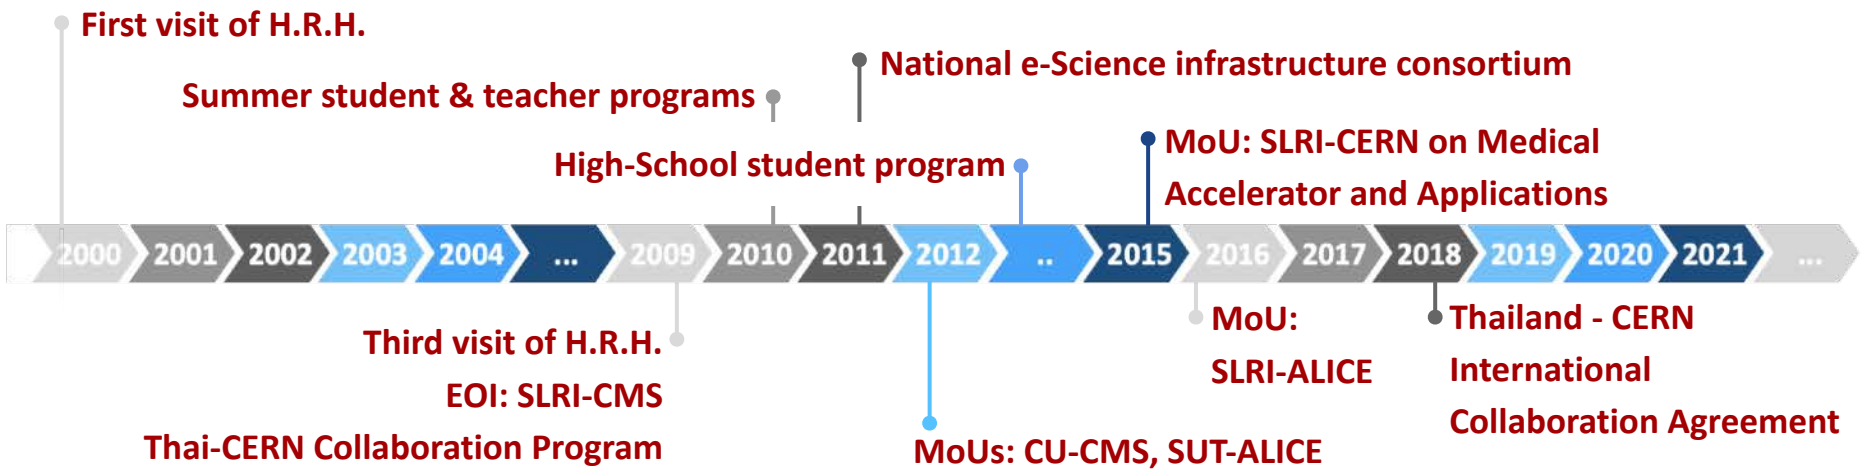 First visit of H.R.H.
National e-Science infrastructure consortium
Summer student & teacher programs
High-School student program
MoU: SLRI-CERN on Medical
Accelerator and Applications
2000 2001 2002 2003 2004 ... 2009 2010 2011 2012 .. 2015 2016 2017 2018 2019 2020 2021 ...
Third visit of H.R.H.
EOI: SLRI-CMS
Thai-CERN Collaboration Program
MoUs: CU-CMS, SUT-ALICE
MoU:
SLRI-ALICE
Thailand - CERN
International
Collaboration Agreement